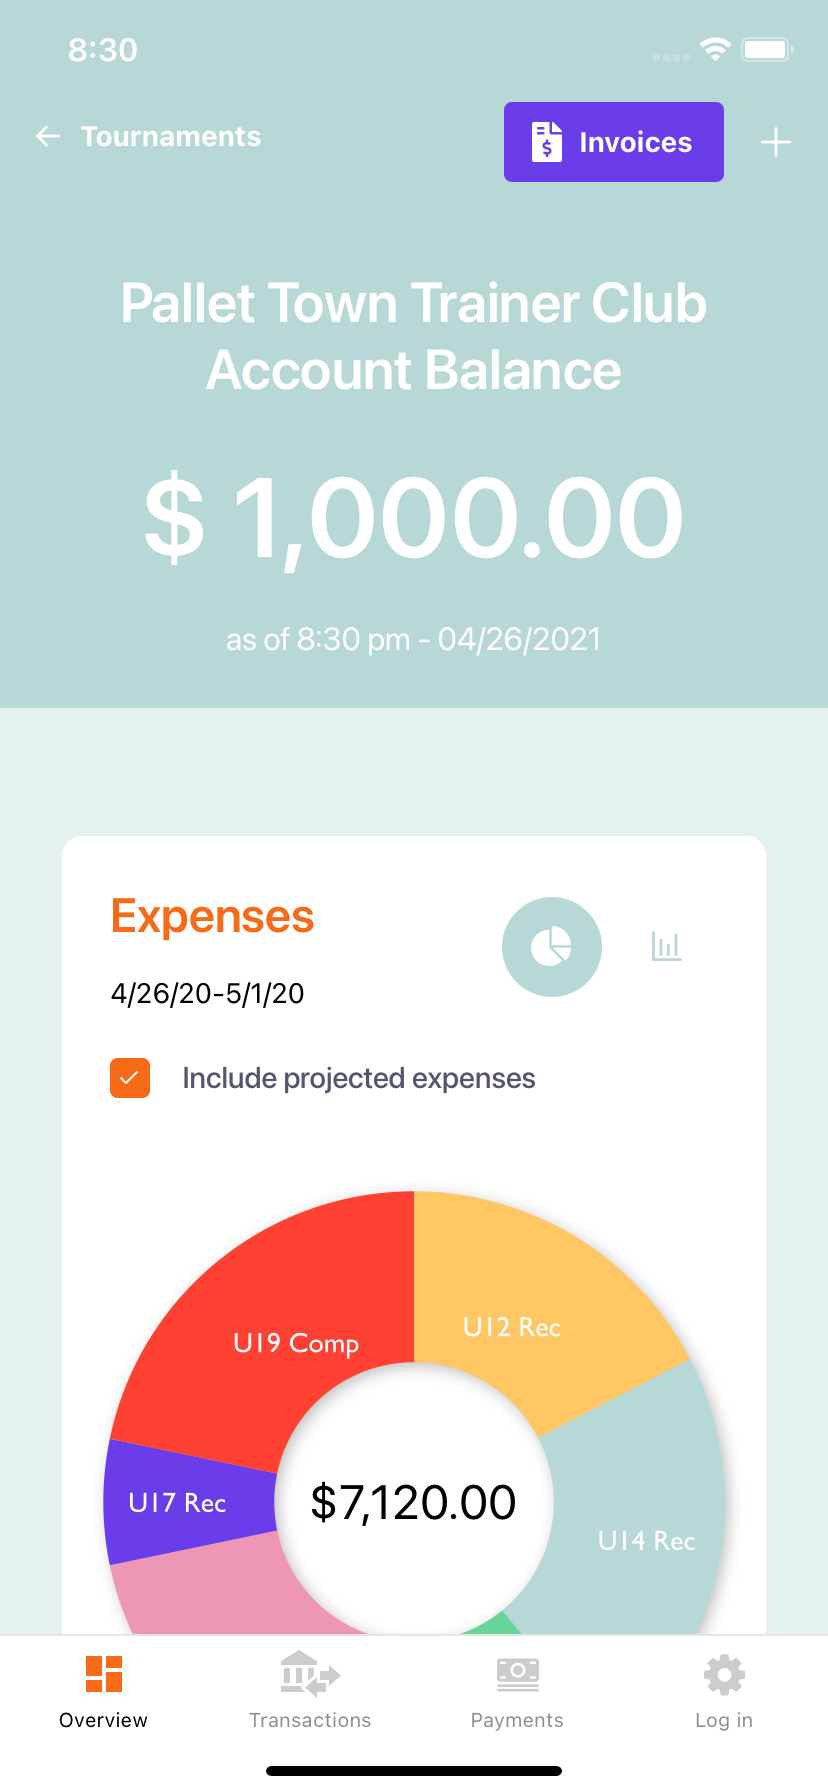 8:30
Tournaments
Invoices
Pallet Town Trainer Club
Account Balance
$ 1,000.00
as of 8:30 pm - 04/26/2021
Expenses
4/26/20-5/1/20
Include projected expenses
U19 Comp
U12 Rec
U17 Rec
$7,120.00
U14 Rec
Overview
Transactions
Payments
Log in